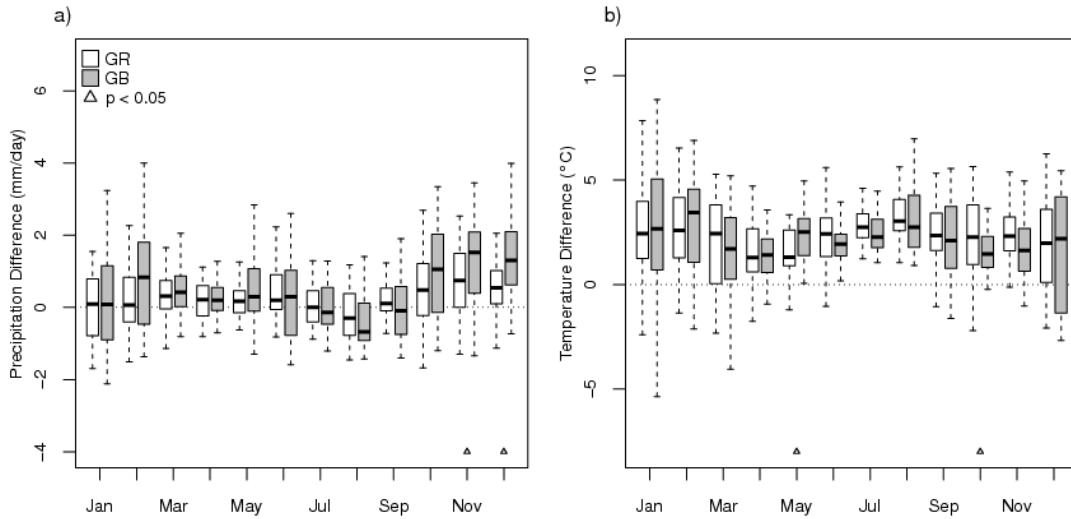 a)
GR
GB
p < 0.05
Precipitation Difference (mm/day)
6
4
2
0
−2
−4
Jan Mar May Jul Sep Nov
b)
Temperature Difference (°C)
10
5
0
−5
Jan Mar May Jul Sep Nov